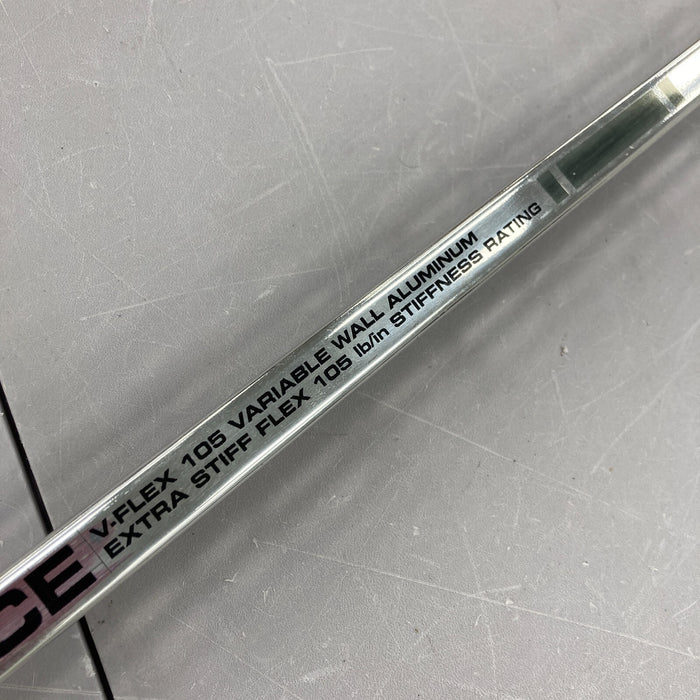 CE
V-FLEX 105 VARIABLE WALL ALUMINUM
EXTRA STIFF FLEX 105 lb/in STIFFNESS RATING